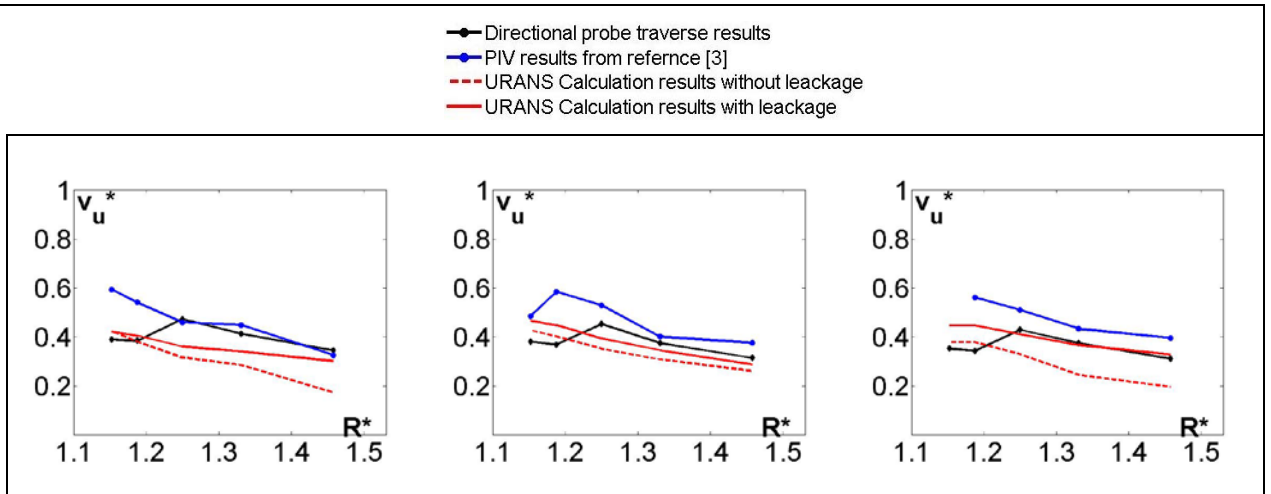 Directional probe traverse results
PIV results from refernce [3]
URANS Calculation results without leackage
URANS Calculation results with leackage
1
v_u*
0.8
0.6
0.4
0.2
R*
1.1 1.2 1.3 1.4 1.5
1
v_u*
0.8
0.6
0.4
0.2
R*
1.1 1.2 1.3 1.4 1.5
1
v_u*
0.8
0.6
0.4
0.2
R*
1.1 1.2 1.3 1.4 1.5